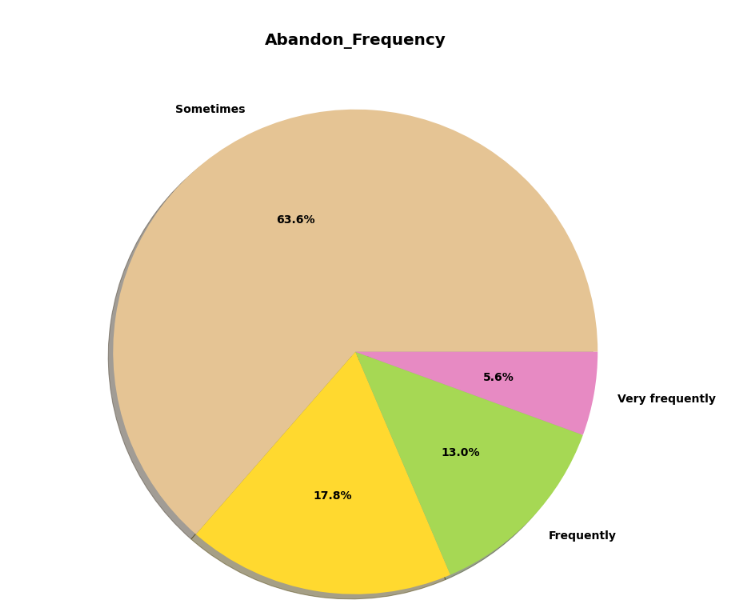 Abandon_Frequency
Sometimes
63.6%
5.6%
Very frequently
13.0%
17.8%
Frequently